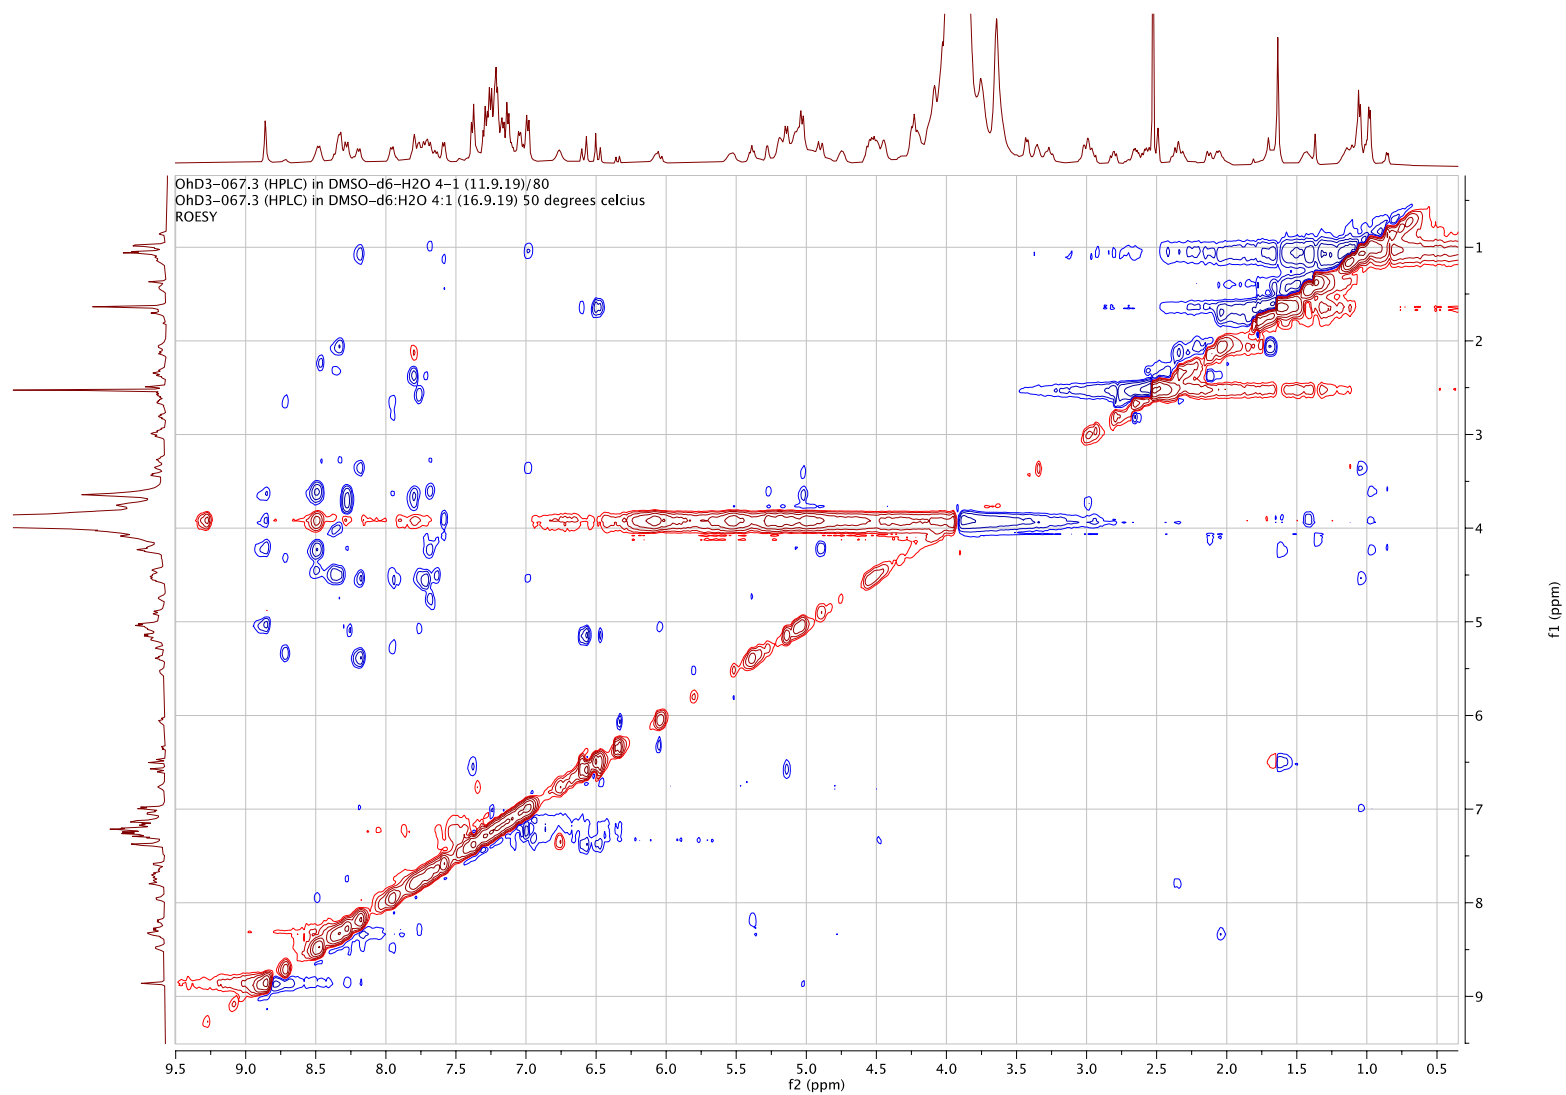 OhD3-067.3 (HPLC) in DMSO-d6-H2O 4-1 (11.9.19)/80
OhD3-067.3 (HPLC) in DMSO-d6:H2O 4:1 (16.9.19) 50 degrees celcius
ROESY
1
2
3
4
5
6
7
8
9
f1 (ppm)
9.5 9.0 8.5 8.0 7.5 7.0 6.5 6.0 5.5 5.0 4.5 4.0 3.5 3.0 2.5 2.0 1.5 1.0 0.5
f2 (ppm)